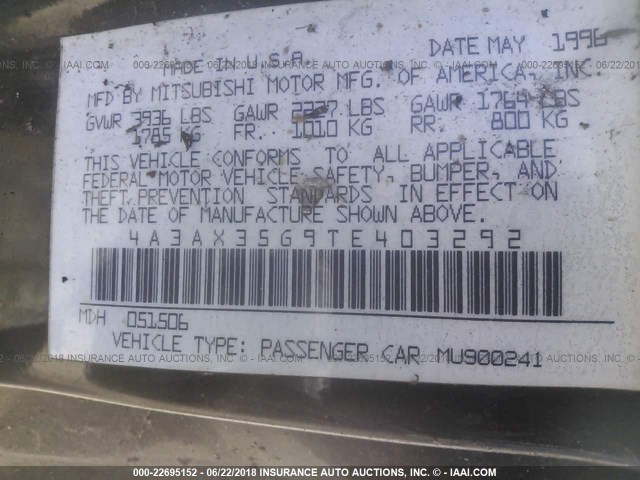 MADE IN U.S.A. DATE MAY 1996
MFD BY MITSUBISHI MOTOR MFG. OF AMERICA, INC.
GVWR 3936 LBS GAWR 2227 LBS GAWR 1764 LBS
1785 KG FR. 1010 KG RR. 800 KG
THIS VEHICLE CONFORMS TO ALL APPLICABLE
FEDERAL MOTOR VEHICLE SAFETY, BUMPER, AND
THEFT PREVENTION STANDARDS IN EFFECT ON
THE DATE OF MANUFACTURE SHOWN ABOVE.
4A3AX35G9TE403292
MDH 051506
VEHICLE TYPE: PASSENGER CAR MU900241
000-22695152 - 06/22/2018 INSURANCE AUTO AUCTIONS, INC. © - IAAI.COM